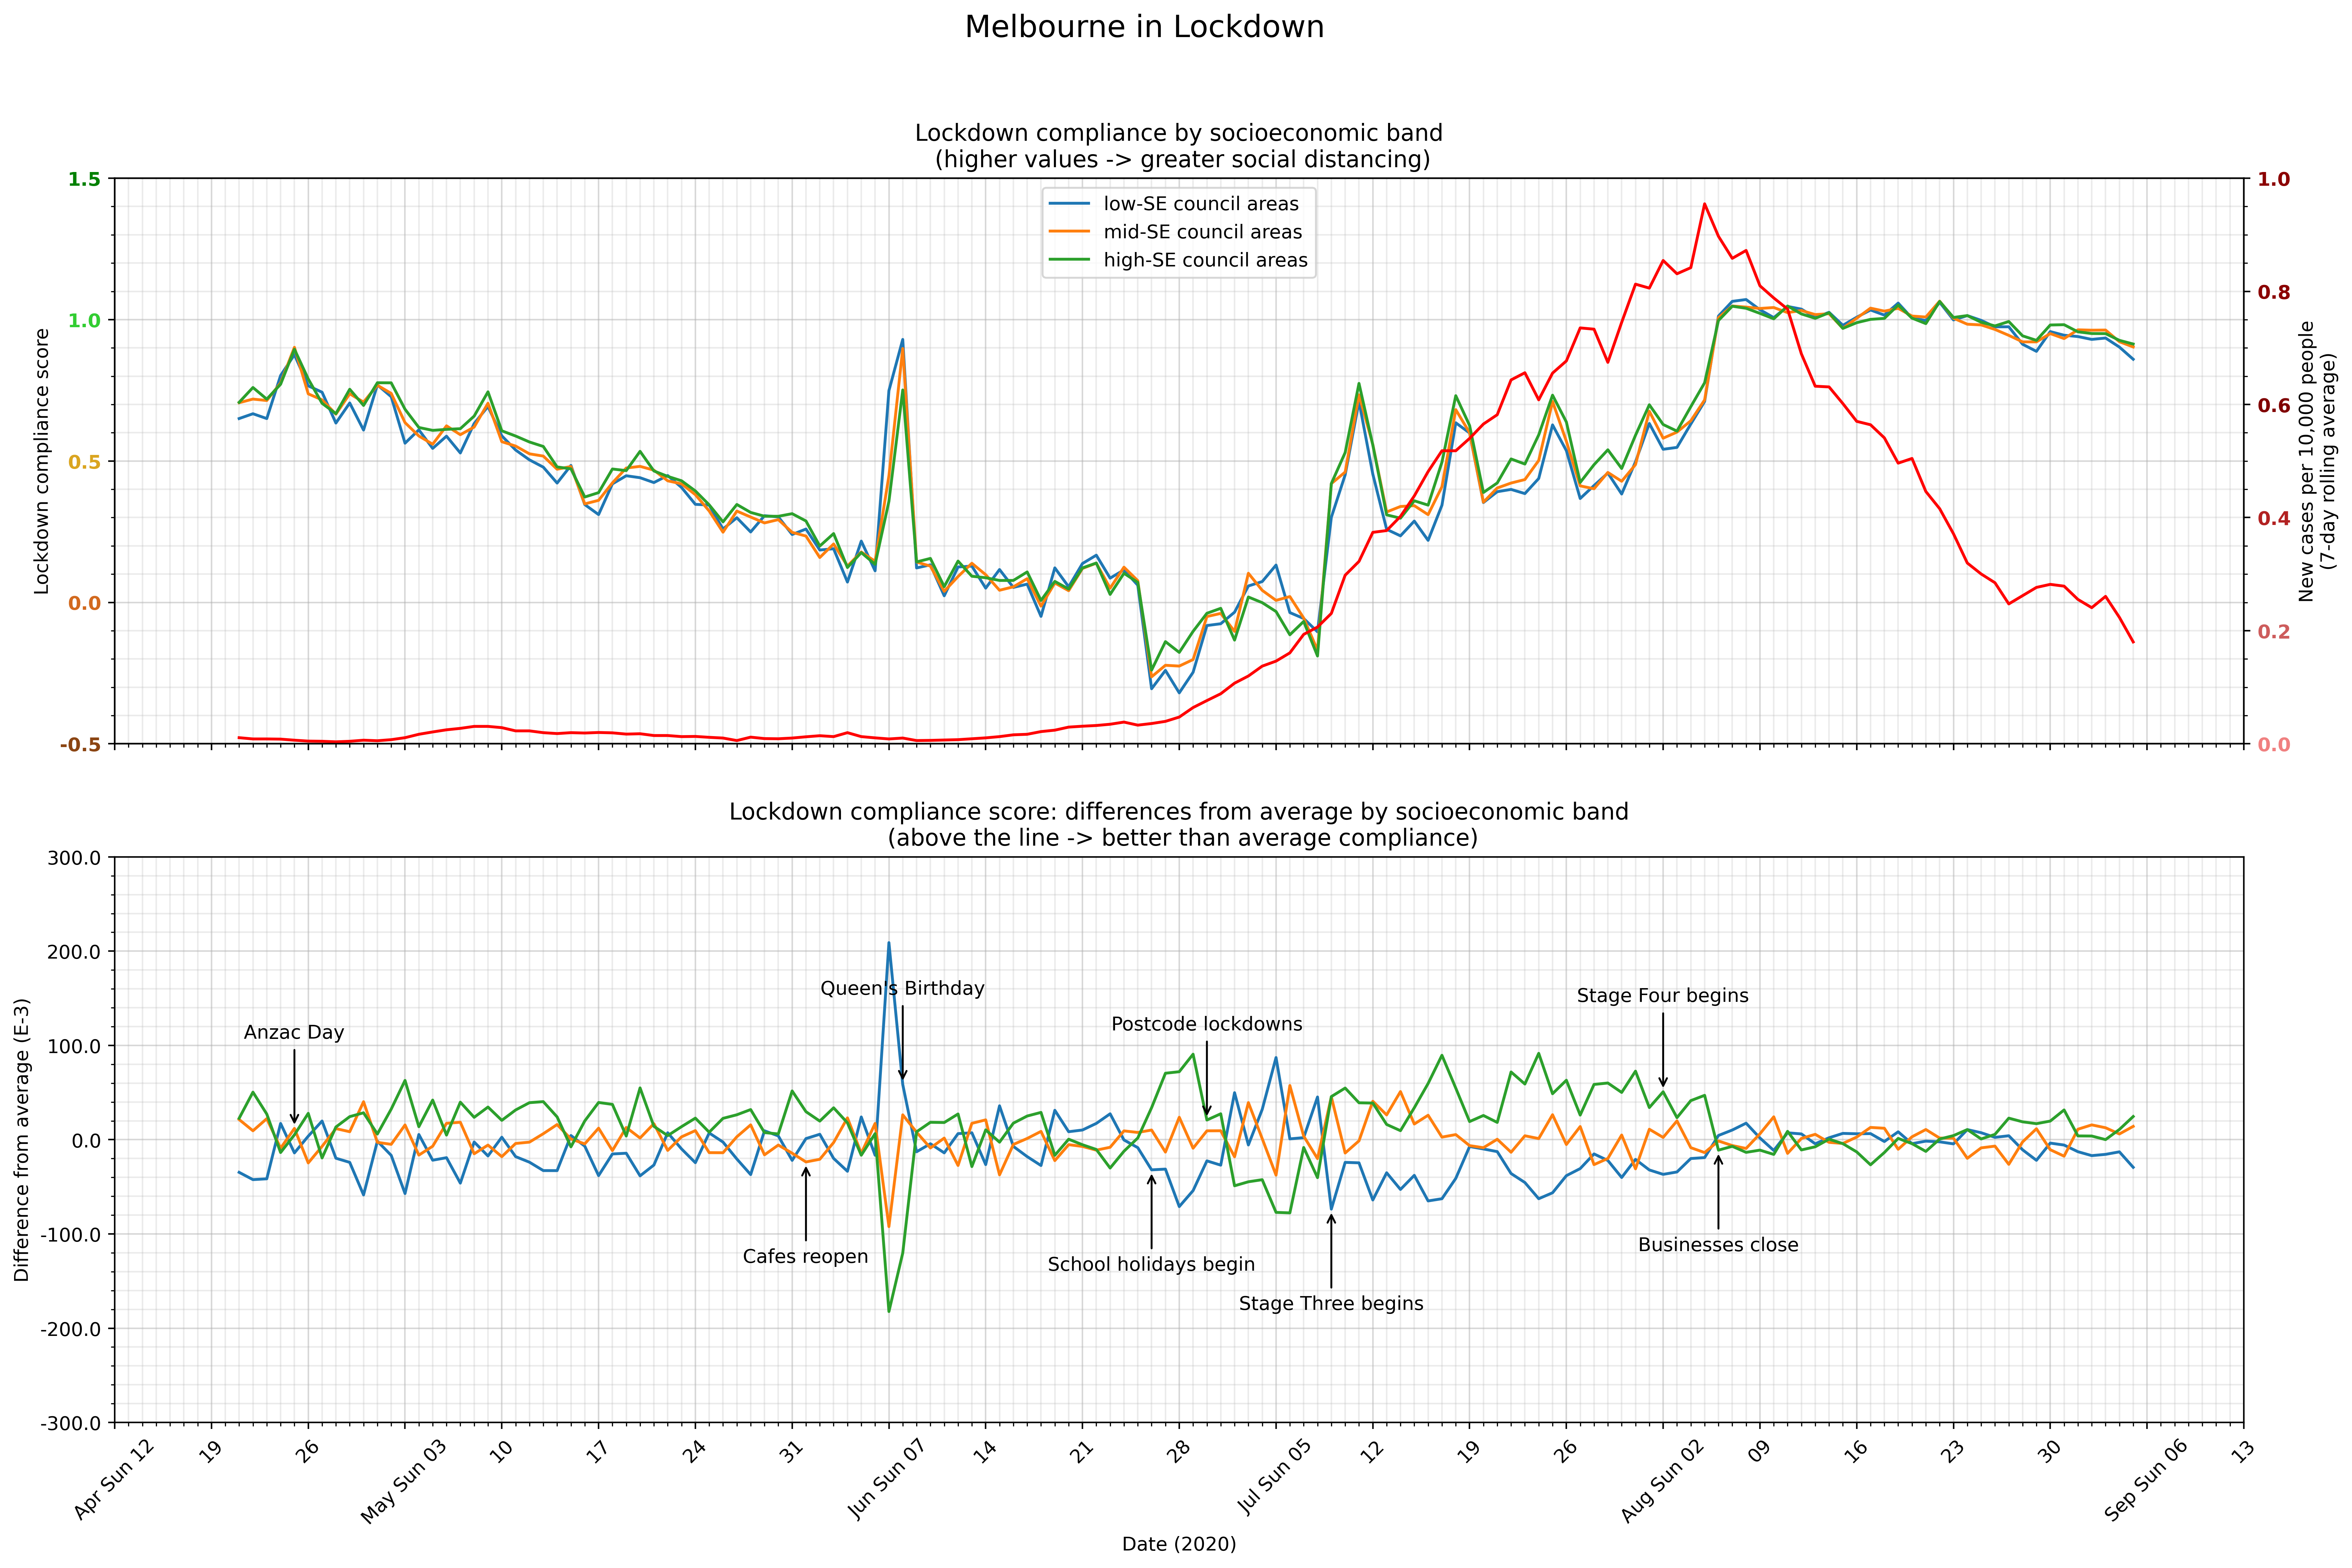 Melbourne in Lockdown
Lockdown compliance by socioeconomic band
(higher values -> greater social distancing)
1.5
1.0
0.5
0.0
-0.5
Lockdown compliance score
low-SE council areas
mid-SE council areas
high-SE council areas
1.0
0.8
0.6
0.4
0.2
0.0
New cases per 10,000 people
(7-day rolling average)
Lockdown compliance score: differences from average by socioeconomic band
(above the line -> better than average compliance)
300.0
200.0
100.0
0.0
-100.0
-200.0
-300.0
Difference from average (E-3)
Anzac Day
Cafes reopen
Queen's Birthday
School holidays begin
Postcode lockdowns
Stage Three begins
Stage Four begins
Businesses close
Apr Sun 12
19
26
May Sun 03
10
17
24
31
Jun Sun 07
14
21
28
Jul Sun 05
12
19
26
Aug Sun 02
09
16
23
30
Sep Sun 06
13
Date (2020)